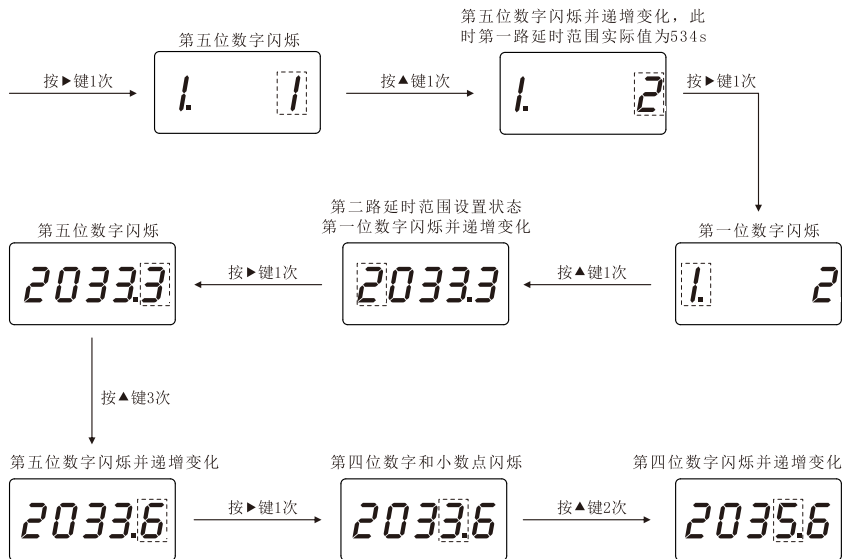 第五位数字闪烁
第五位数字闪烁并递增变化，此
时第一路延时范围实际值为534s
按▶键1次
1. 1
按▲键1次
1. 2
按▶键1次
第一位数字闪烁
1. 2
按▲键1次
第二路延时范围设置状态
第一位数字闪烁并递增变化
2033.3
按▶键1次
第五位数字闪烁
2033.3
按▲键3次
第五位数字闪烁并递增变化
2033.6
按▶键1次
第四位数字和小数点闪烁
2033.6
按▲键2次
第四位数字闪烁并递增变化
2035.6